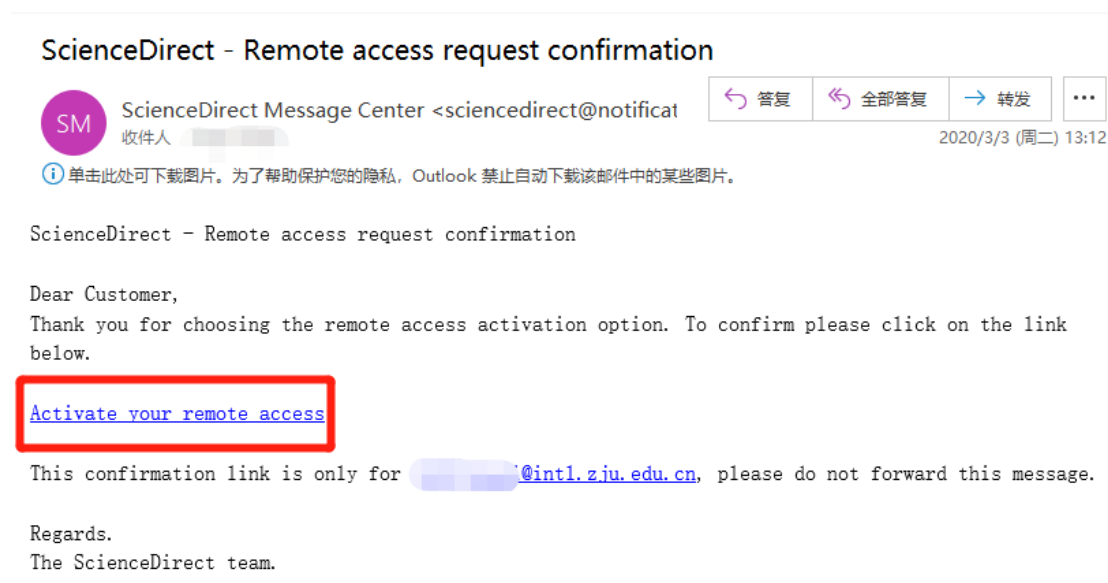 ScienceDirect - Remote access request confirmation
SM
ScienceDirect Message Center <sciencedirect@notificat
答复
全部答复
转发
收件人
2020/3/3 (周二) 13:12
单击此处可下载图片。为了帮助保护您的隐私，Outlook 禁止自动下载该邮件中的某些图片。
ScienceDirect - Remote access request confirmation
Dear Customer,
Thank you for choosing the remote access activation option. To confirm please click on the link
below.
Activate your remote access
This confirmation link is only for @intl.zju.edu.cn, please do not forward this message.
Regards.
The ScienceDirect team.